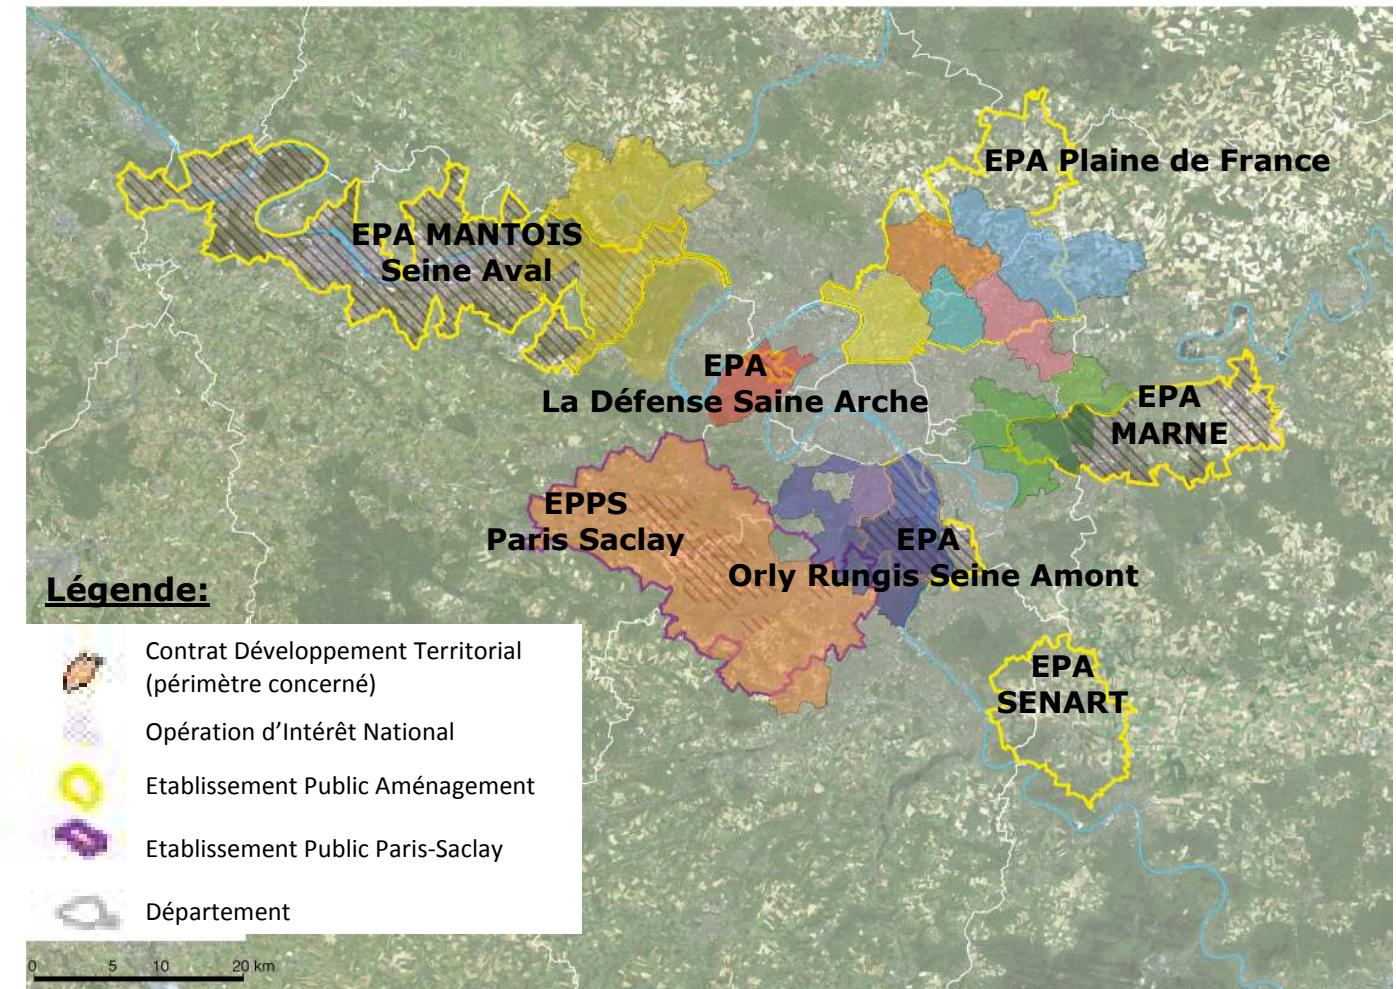 EPA Plaine de France
EPA MANTOIS
Seine Aval
EPA
La Défense Saine Arche
EPA
MARNE
EPPS
Paris Saclay
EPA
Orly Rungis Seine Amont
EPA
SENART
Légende:
Contrat Développement Territorial
(périmètre concerné)
Opération d’Intérêt National
Etablissement Public Aménagement
Etablissement Public Paris-Saclay
Département
0 5 10 20 km